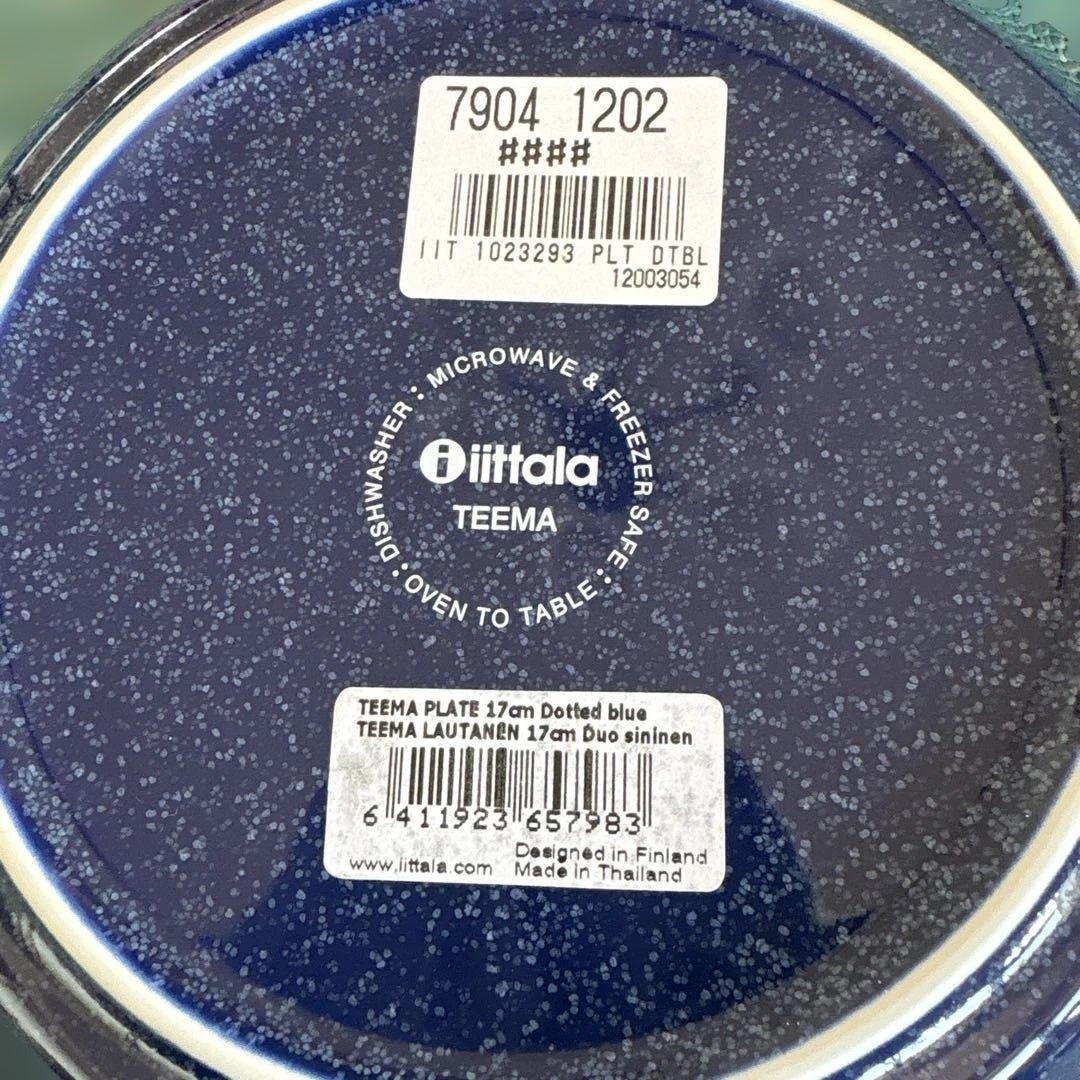 7904 1202
####
IIT 1023293 PLT DTBL
12003054
: MICROWAVE & FREEZER SAFE :
iittala
TEEMA
DISHWASHER
: OVEN TO TABLE
TEEMA PLATE 17cm Dotted blue
TEEMA LAUTANEN 17cm Duo sininen
6 411923 657983
Designed in Finland
www.iittala.com Made in Thailand